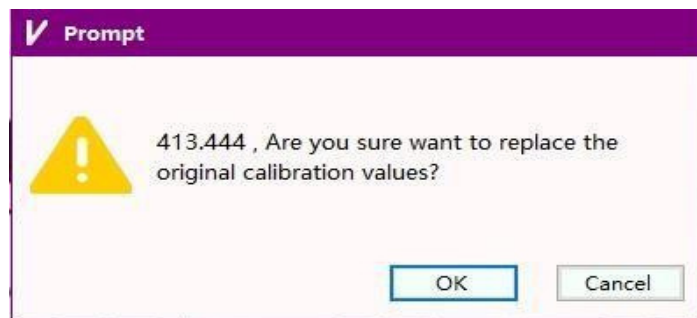 Prompt
413.444 , Are you sure want to replace the
original calibration values?
OK
Cancel